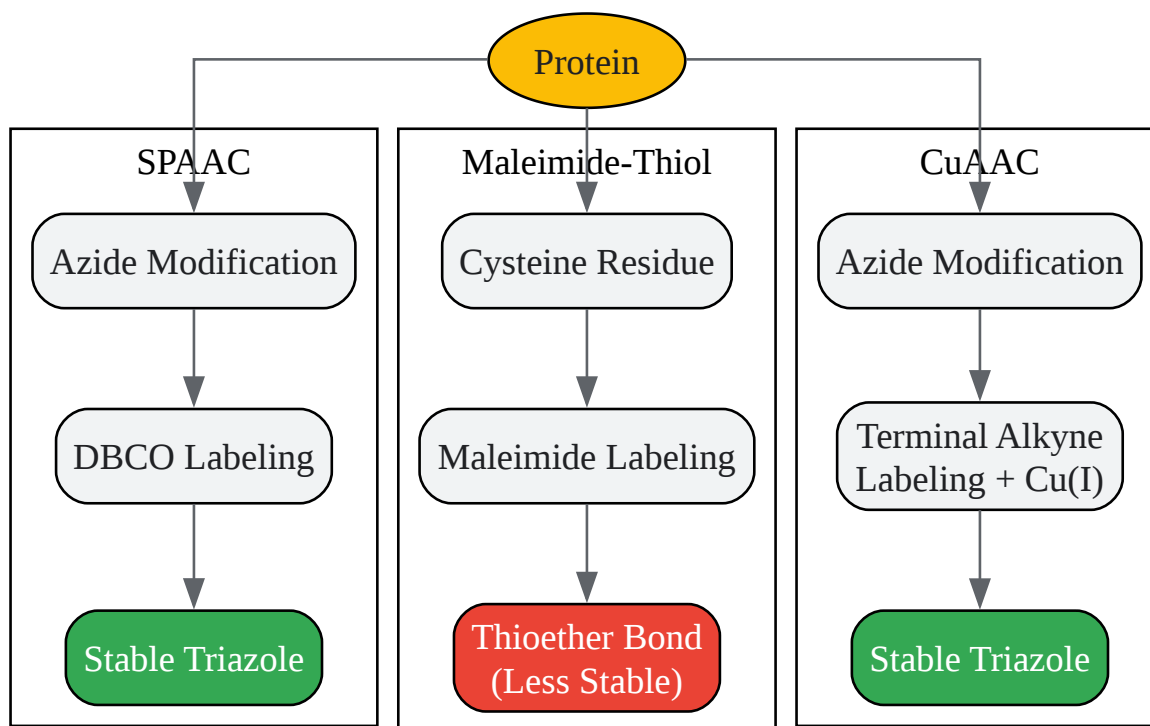 Protein
SPAAC
Azide Modification
DBCO Labeling
Stable Triazole
Maleimide-Thiol
Cysteine Residue
Maleimide Labeling
Thioether Bond
(Less Stable)
CuAAC
Azide Modification
Terminal Alkyne
Labeling + Cu(I)
Stable Triazole